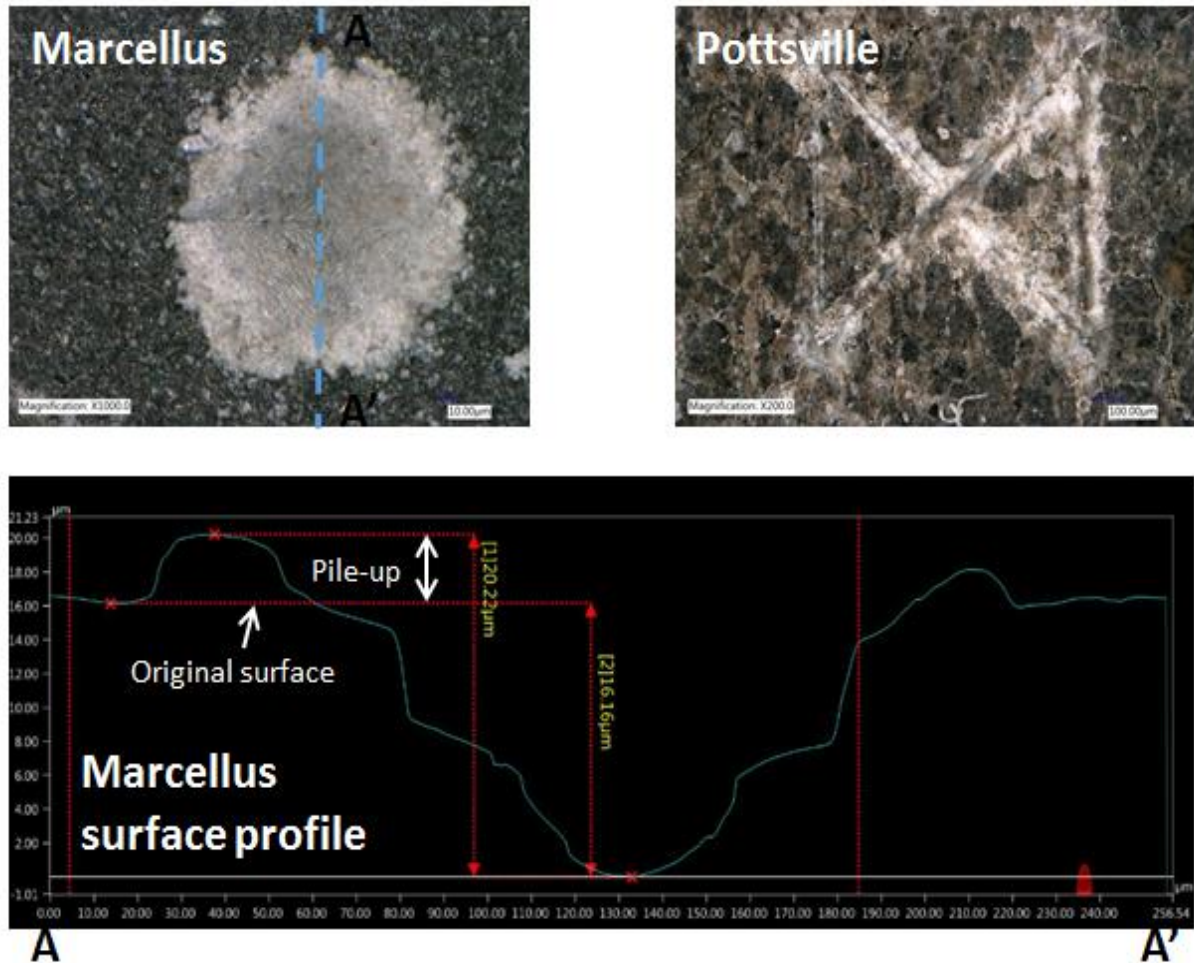 Marcellus
A
A'
Magnification: X1000.0
10.00µm
Pottsville
Magnification: X200.0
100.00µm
µm
21.23
20.00
18.00
16.00
14.00
12.00
10.00
8.00
6.00
4.00
2.00
0.00
-1.01
Pile-up
Original surface
[1]20.22µm
[2]16.16µm
Marcellus
surface profile
µm
0.00 10.00 20.00 30.00 40.00 50.00 60.00 70.00 80.00 90.00 100.00 110.00 120.00 130.00 140.00 150.00 160.00 170.00 180.00 190.00 200.00 210.00 220.00 230.00 240.00 256.54
A A'